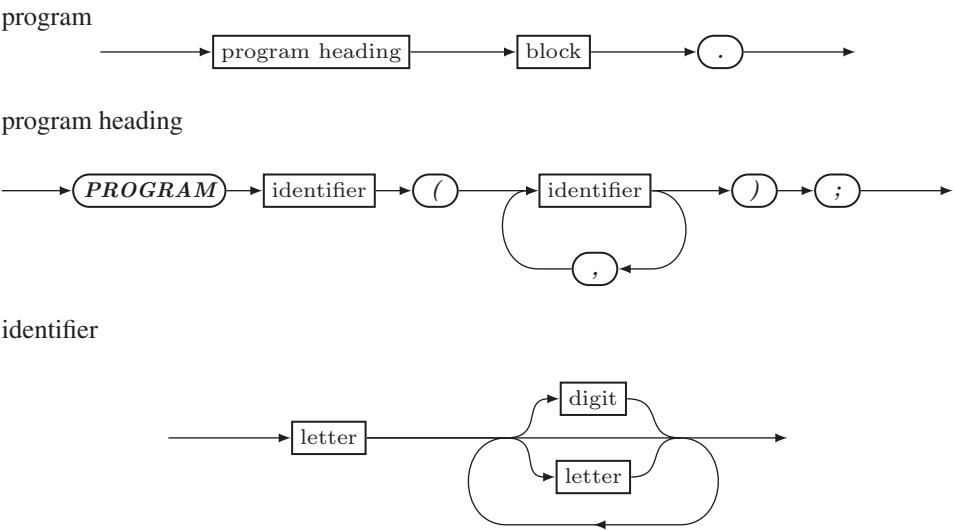 program
program heading block .
program heading
PROGRAM identifier ( identifier ) ;
,
identifier
digit
letter
letter